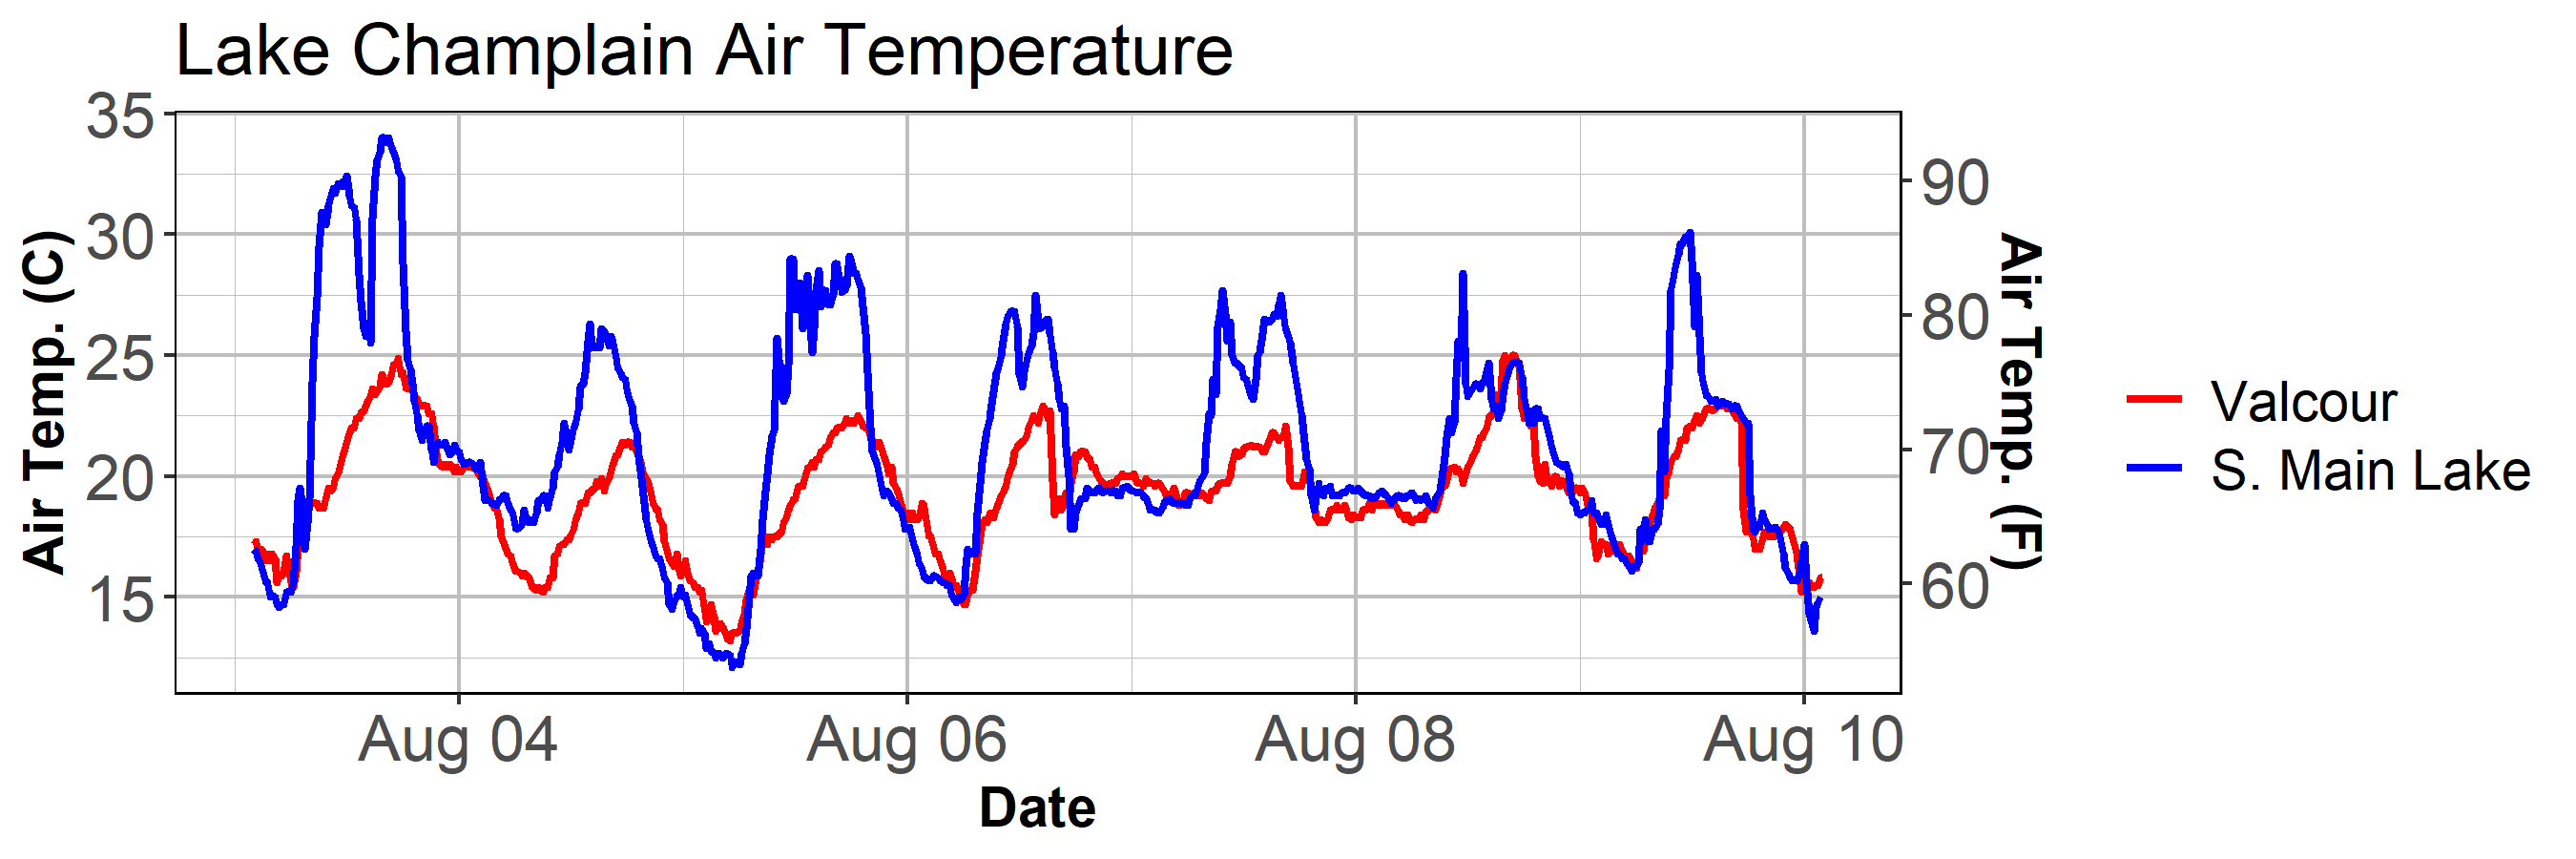 Lake Champlain Air Temperature
35
30
25
20
15
Air Temp. (C)
90
80
70
60
Air Temp. (F)
Aug 04
Aug 06
Aug 08
Aug 10
Date
Valcour
S. Main Lake